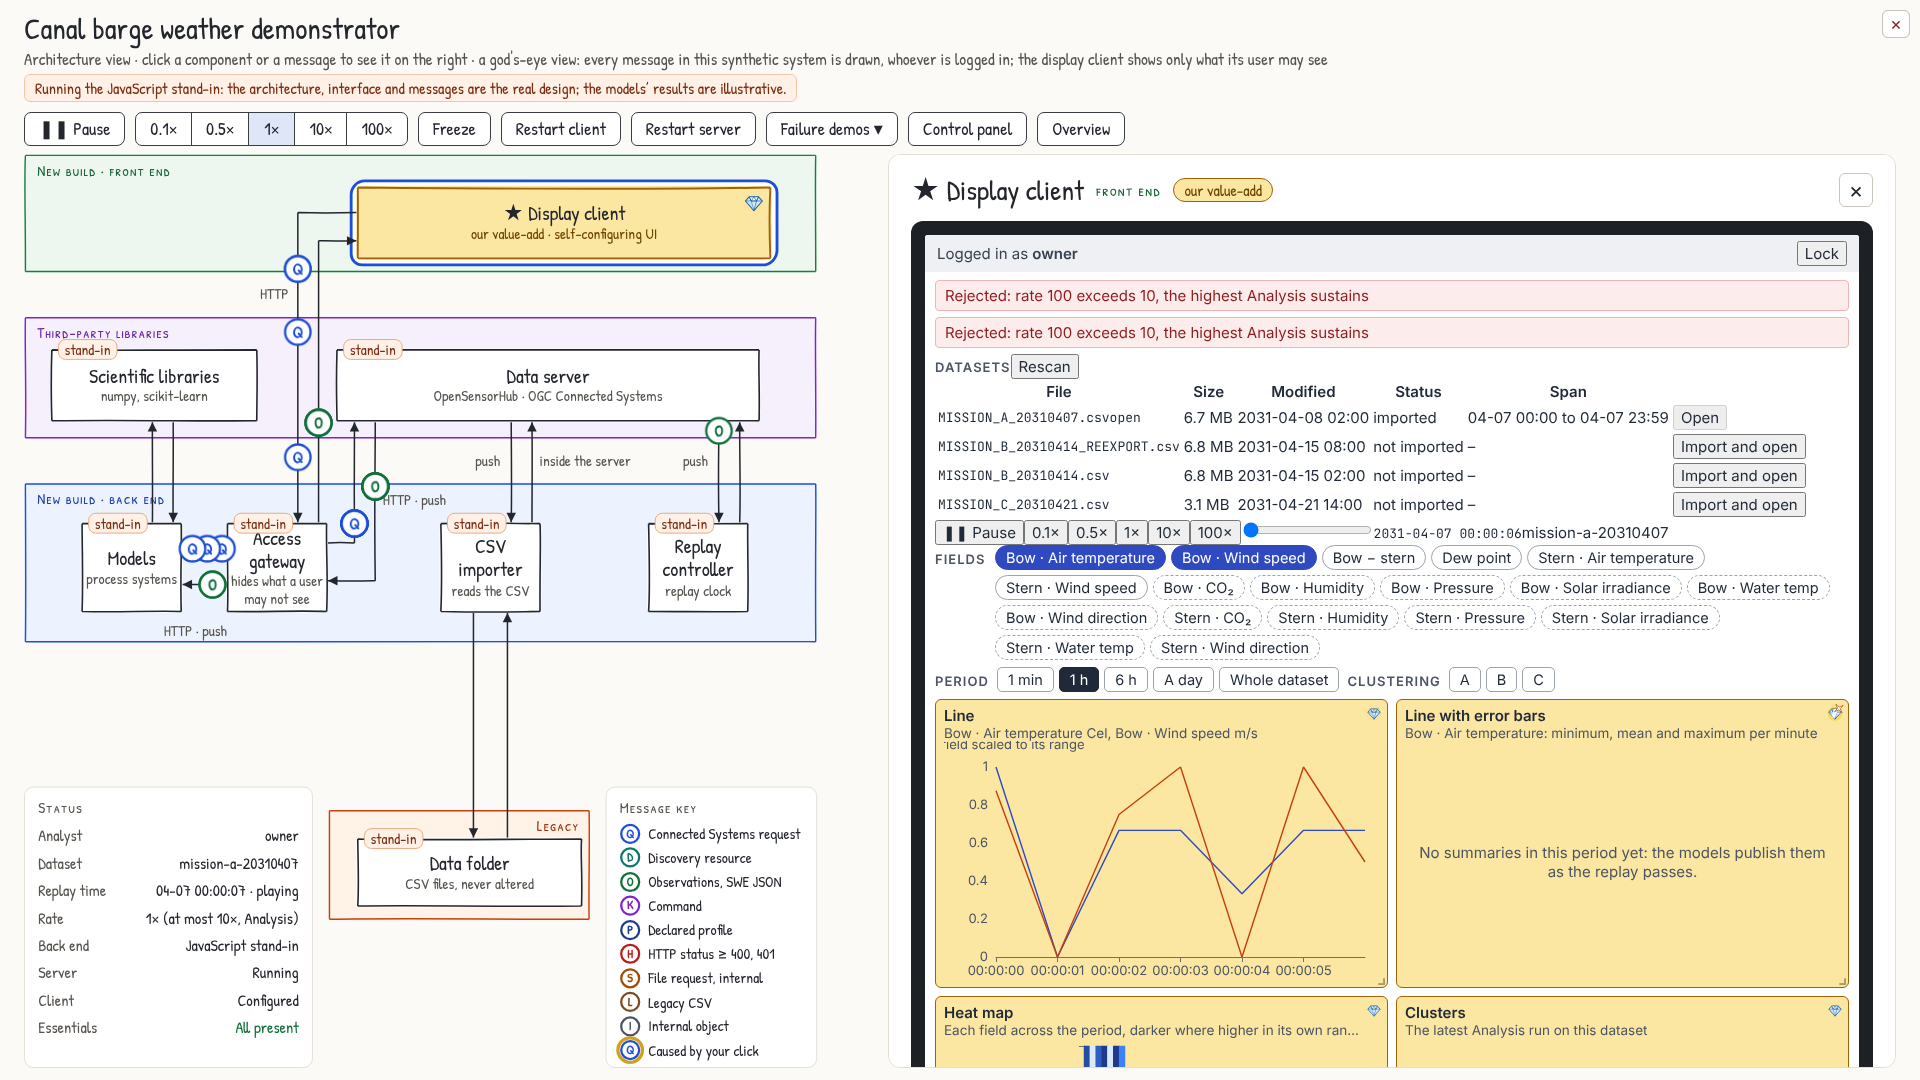 Canal barge weather demonstrator
×
Architecture view · click a component or a message to see it on the right · a god's-eye view: every message in this synthetic system is drawn, whoever is logged in; the display client shows only what its user may see
Running the JavaScript stand-in: the architecture, interface and messages are the real design; the models' results are illustrative.
❚❚ Pause 0.1× 0.5× 1× 10× 100× Freeze Restart client Restart server Failure demos ▼ Control panel Overview
New build · front end
★ Display client
our value-add · self-configuring UI
Q
HTTP
Third-party libraries
Q
stand-in
Scientific libraries
numpy, scikit-learn
stand-in
Data server
OpenSensorHub · OGC Connected Systems
O
O
Q
push
inside the server
push
New build · back end
O
HTTP · push
stand-in
Models
process systems
Q Q Q
O
stand-in
Access gateway
hides what a user may not see
Q
stand-in
CSV importer
reads the CSV
stand-in
Replay controller
replay clock
HTTP · push
Status
Analyst owner
Dataset mission-a-20310407
Replay time 04-07 00:00:07 · playing
Rate 1× (at most 10×, Analysis)
Back end JavaScript stand-in
Server Running
Client Configured
Essentials All present
Legacy
stand-in
Data folder
CSV files, never altered
Message key
Q Connected Systems request
D Discovery resource
O Observations, SWE JSON
K Command
P Declared profile
H HTTP status ≥ 400, 401
S File request, internal
L Legacy CSV
I Internal object
Q Caused by your click
★ Display client front end our value-add ×
Logged in as owner Lock
Rejected: rate 100 exceeds 10, the highest Analysis sustains
Rejected: rate 100 exceeds 10, the highest Analysis sustains
DATASETS Rescan
File Size Modified Status Span
MISSION_A_20310407.csvopen 6.7 MB 2031-04-08 02:00 imported 04-07 00:00 to 04-07 23:59 Open
MISSION_B_20310414_REEXPORT.csv 6.8 MB 2031-04-15 08:00 not imported – Import and open
MISSION_B_20310414.csv 6.8 MB 2031-04-15 02:00 not imported – Import and open
MISSION_C_20310421.csv 3.1 MB 2031-04-21 14:00 not imported – Import and open
❚❚ Pause 0.1× 0.5× 1× 10× 100× 2031-04-07 00:00:06mission-a-20310407
FIELDS Bow · Air temperature Bow · Wind speed Bow − stern Dew point Stern · Air temperature
Stern · Wind speed Bow · CO₂ Bow · Humidity Bow · Pressure Bow · Solar irradiance Bow · Water temp
Bow · Wind direction Stern · CO₂ Stern · Humidity Stern · Pressure Stern · Solar irradiance
Stern · Water temp Stern · Wind direction
PERIOD 1 min 1 h 6 h A day Whole dataset CLUSTERING A B C
Line
Bow · Air temperature Cel, Bow · Wind speed m/s
field scaled to its range
1
0.8
0.6
0.4
0.2
0
00:00:00 00:00:01 00:00:02 00:00:03 00:00:04 00:00:05
Line with error bars
Bow · Air temperature: minimum, mean and maximum per minute
No summaries in this period yet: the models publish them
as the replay passes.
Heat map
Each field across the period, darker where higher in its own ran...
Clusters
The latest Analysis run on this dataset